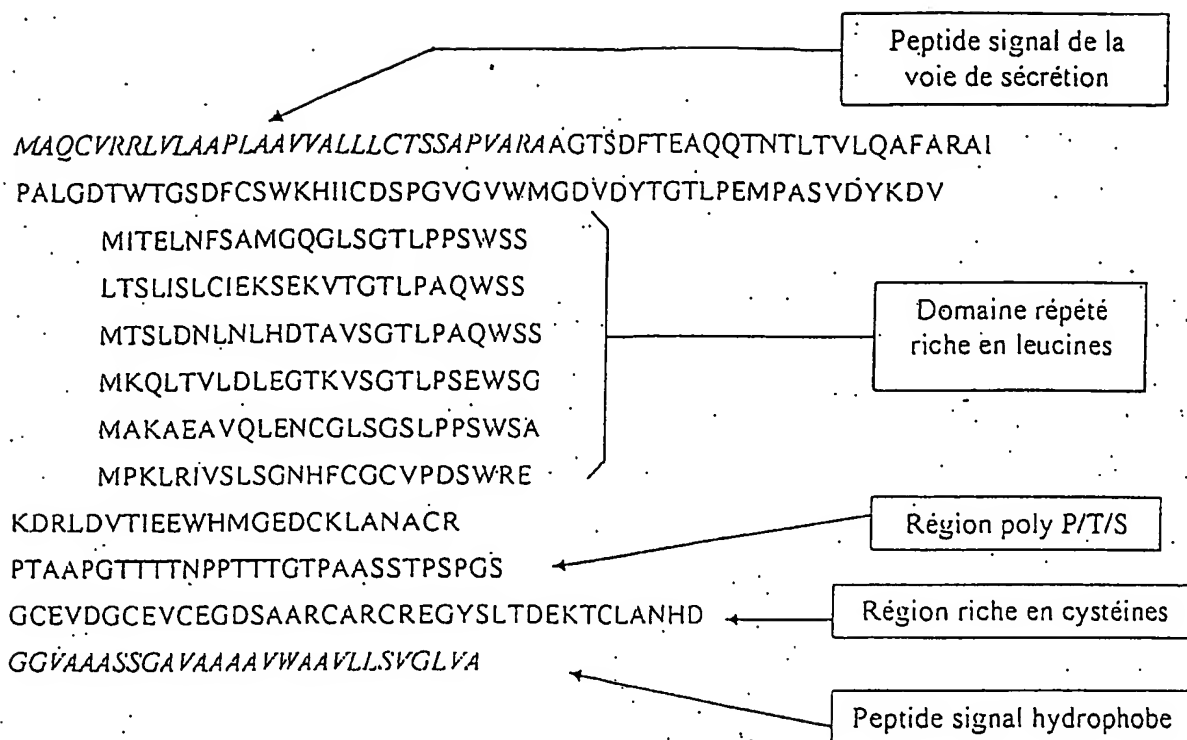 Peptide signal de la
voie de sécrétion
MAQCVRRLVLAAPLAAVVALLLCTSSAPVARAAGTSDFTEAQQTNTLTVLQAFARAI
PALGDTWTGSDFCSWKHIICDSPGVGVWMGDVDYTGTLPEMPASVDYKDV
MITELNFSAMGQGLSGTLPPSWSS
LTSLISLCIEKSEKVTGTLPAQWSS
MTSLDNLNLHDTAVSGTLPAQWSS
MKQLTVLDLEGTKVSGTLPSEWSG
MAKAEAVQLENCGLSGSLPPSWSA
MPKLRIVSLSGNHFCGCVPDSWRE
Domaine répété
riche en leucines
KDRLDVTIEEWHMGEDCKLANACR
Région poly P/T/S
PTAAPGTTTTNPPTTTGTPAASSTPSPGS
GCEVDGCEVCEGDSAARCARCREGYSLTDEKTCLANHD
Région riche en cystéines
GGVAAASSGAVAAAAVWAAVLLSVGLVA
Peptide signal hydrophobe